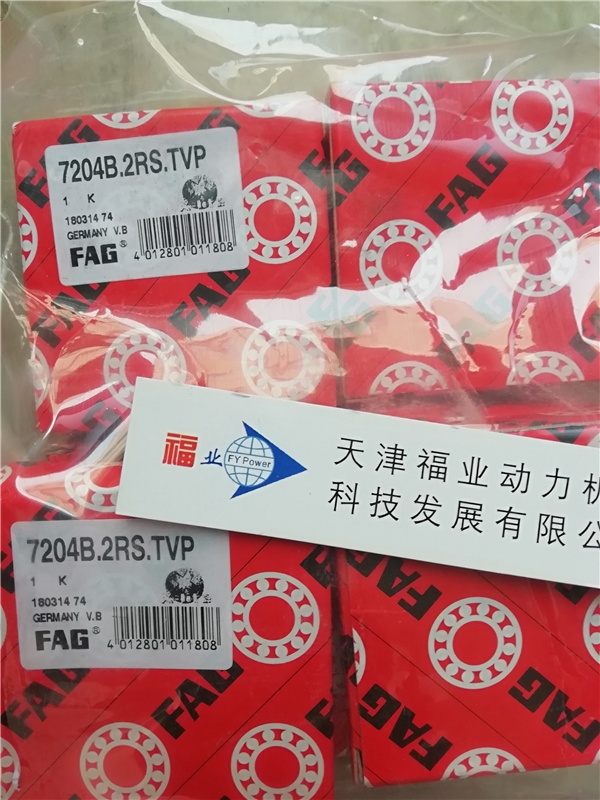 7204B.2RS.TVP
1 K
180314 74
GERMANY V.B
FAG®
4 012801 011808
FAG
FAG
FAG
FAG
福业
FY Power
天津福业动力机
科技发展有限公
7204B.2RS.TVP
1 K
180314 74
GERMANY V.B
FAG®
4 012801 011808
FAG
FAG
FAG